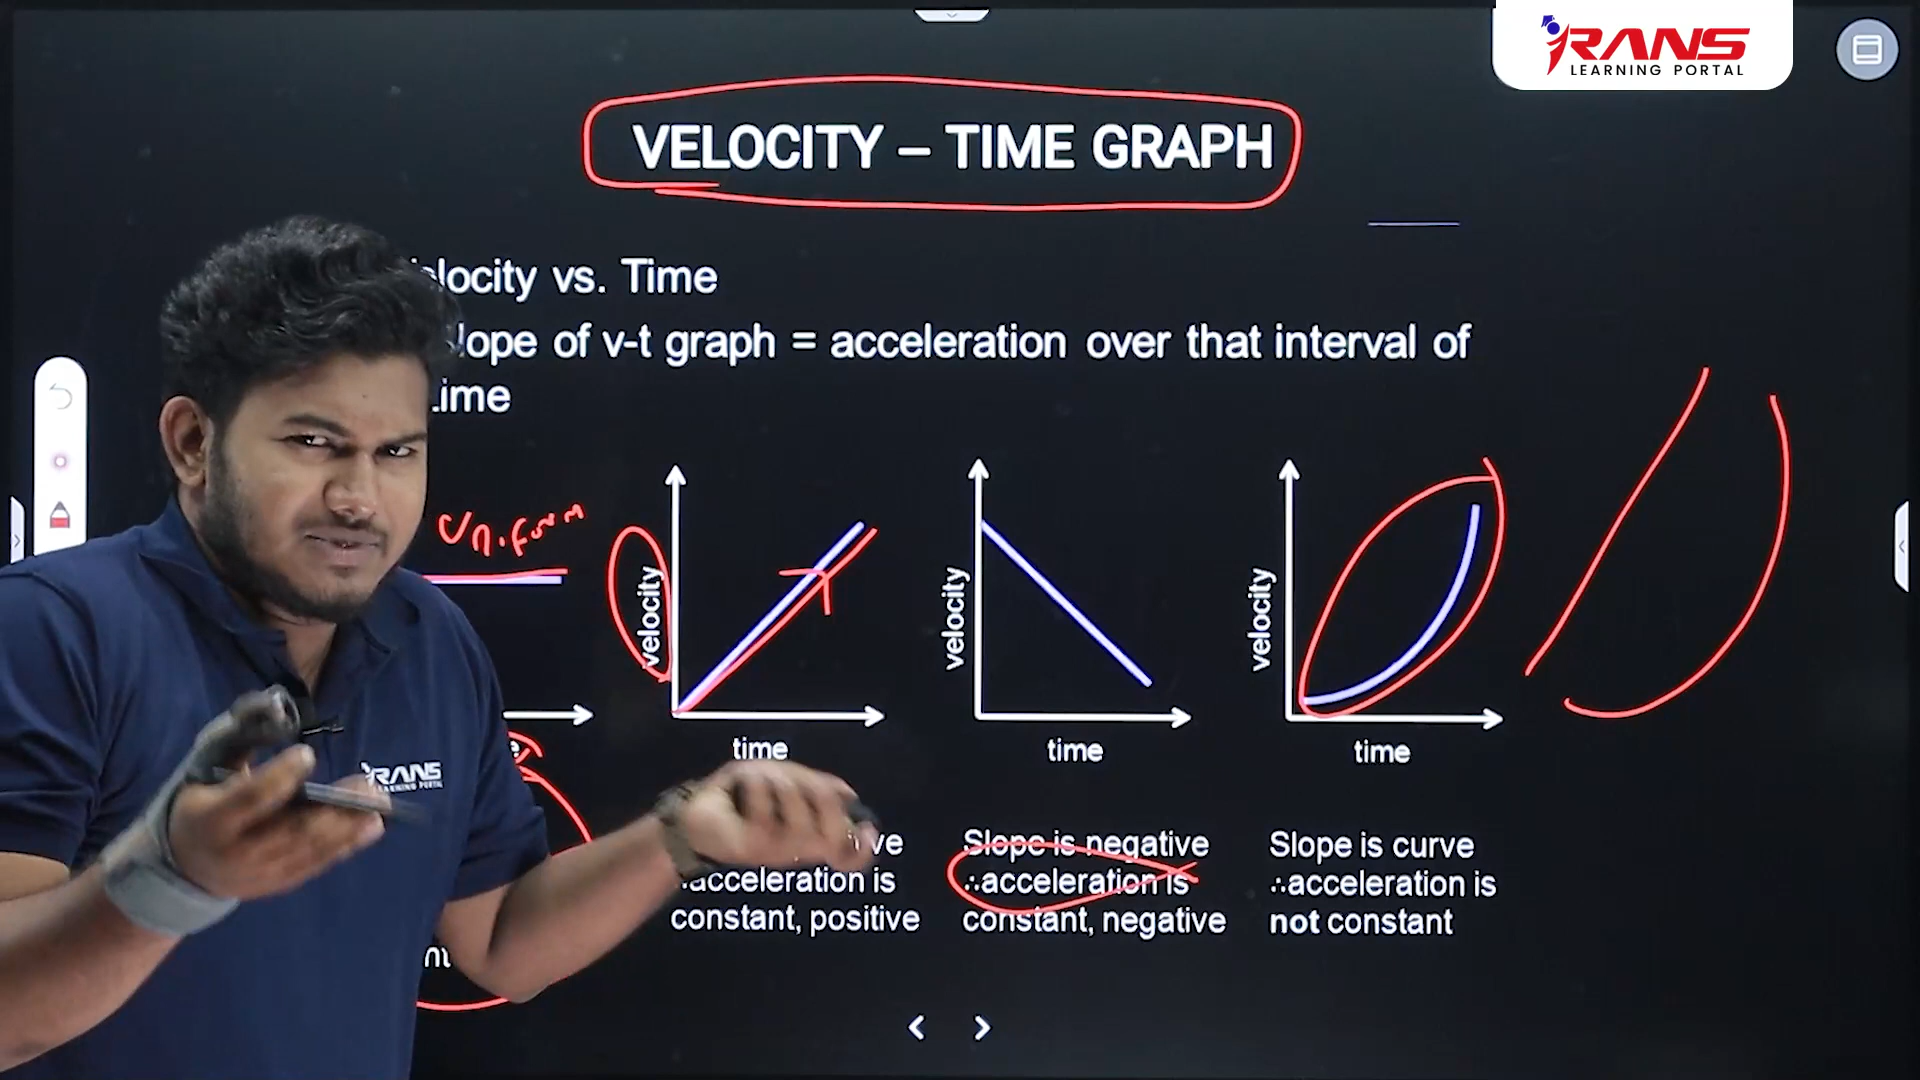 RANS
LEARNING PORTAL
VELOCITY – TIME GRAPH
locity vs. Time
lope of v-t graph = acceleration over that interval of
ime
Uniform
velocity
time
velocity
time
velocity
time
RANS
ve
acceleration is
constant, positive
Slope is negative
∴acceleration is
constant, negative
Slope is curve
∴acceleration is
not constant